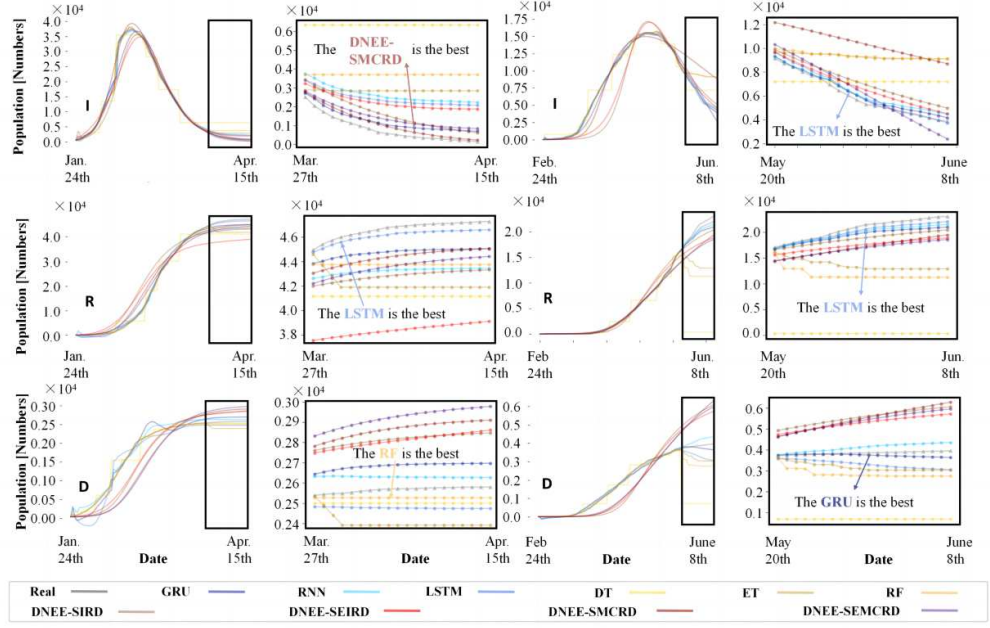 ×10⁴
Population |Numbers|
4.0
3.5
3.0
2.5
2.0
1.5
1.0
0.5
0.0
I
Jan.
24th
Apr.
15th
×10⁴
0.6
0.5
0.4
0.3
0.2
0.1
0.0
The DNEE-SMCRD is the best
Mar.
27th
Apr.
15th
×10⁴
1.75
1.50
1.25
1.00
0.75
0.50
0.25
0.0
I
Feb.
24th
Jun.
8th
×10⁴
1.2
1.0
0.8
0.6
0.4
0.2
The LSTM is the best
May
20th
June
8th
×10⁴
Population |Numbers|
4.0
3.0
2.0
1.0
0.0
R
Jan.
24th
Apr.
15th
×10⁴
4.6
4.4
4.2
4.0
3.8
The LSTM is the best
Mar.
27th
Apr.
15th
×10⁴
2.0
1.5
1.0
0.5
0.0
R
Feb
24th
Jun.
8th
×10⁴
2.0
1.5
1.0
0.5
0.0
The LSTM is the best
May
20th
Jun.
8th
×10⁴
Population |Numbers|
0.30
0.25
0.20
0.15
0.10
0.05
0.00
D
Jan.
24th
Date
Apr.
15th
×10⁴
0.30
0.29
0.28
0.27
0.26
0.25
0.24
The RF is the best
Mar.
27th
Date
Apr.
15th
×10⁴
0.6
0.5
0.4
0.3
0.2
0.1
0.0
D
Feb
24th
Date
June
8th
×10⁴
0.6
0.5
0.4
0.3
0.2
0.1
The GRU is the best
May
20th
Date
June
8th
Real GRU RNN LSTM DT ET RF
DNEE-SIRD DNEE-SEIRD DNEE-SMCRD DNEE-SEMCRD